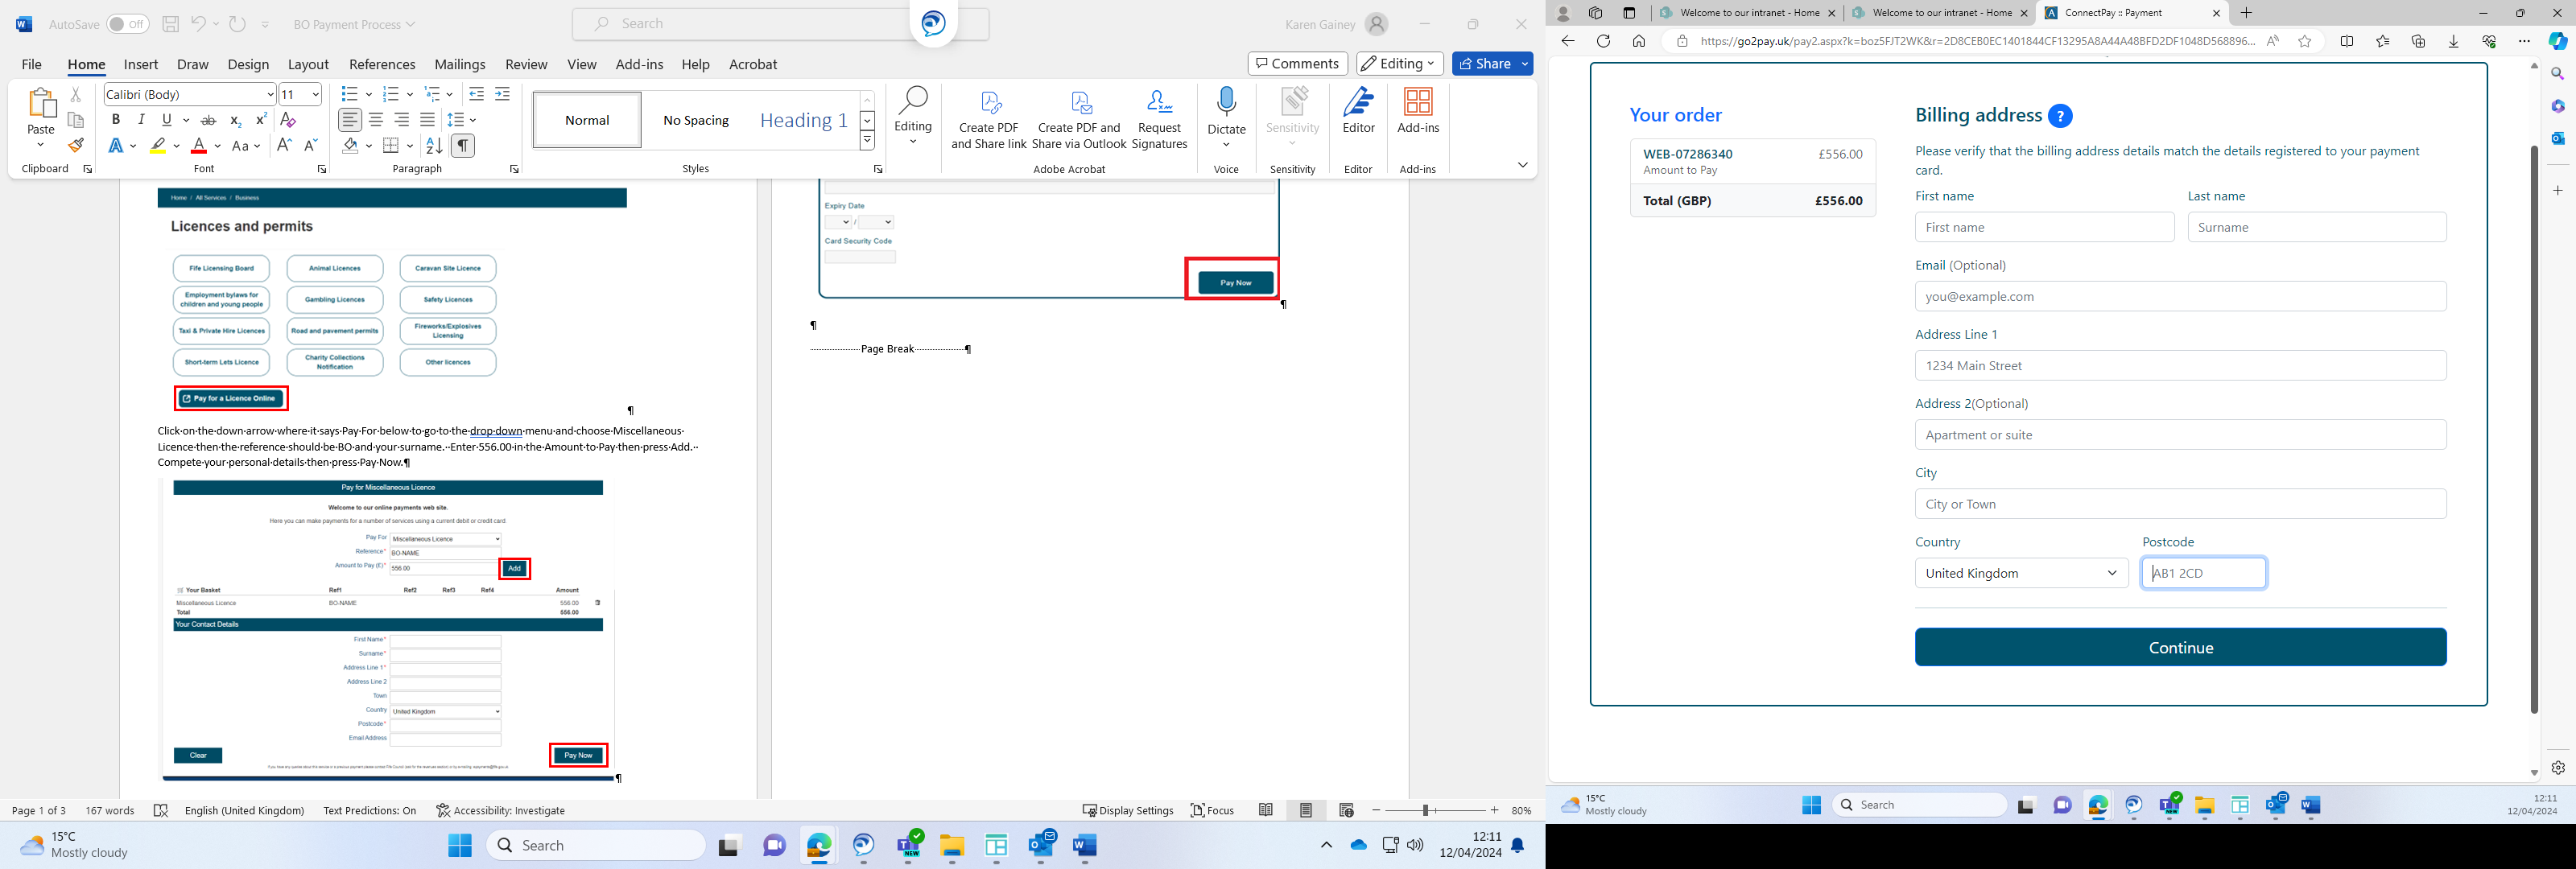 AutoSave Off BO Payment Process Search Karen Gainey
File Home Insert Draw Design Layout References Mailings Review View Add-ins Help Acrobat Comments Editing Share
Calibri (Body) 11
Paste
B I U ab x2 x2
A A Aa A A
Normal No Spacing Heading 1
Editing
Create PDF and Share link
Create PDF and Share via Outlook
Request Signatures
Dictate
Sensitivity
Editor
Add-ins
Clipboard Font Paragraph Styles Adobe Acrobat Voice Sensitivity Editor Add-ins
Home / All Services / Business
Licences and permits
Fife Licensing Board Animal Licences Caravan Site Licence
Employment bylaws for children and young people Gambling Licences Safety Licences
Taxi & Private Hire Licences Road and pavement permits Fireworks/Explosives Licensing
Short-term Lets Licence Charity Collections Notification Other licences
Pay for a Licence Online
Click on the down arrow where it says Pay For below to go to the drop down menu and choose Miscellaneous
Licence then the reference should be BO and your surname. Enter 556.00 in the Amount to Pay then press Add.
Compete your personal details then press Pay Now.¶
Pay for Miscellaneous Licence
Welcome to our online payments web site.
Here you can make payments for a number of services using a current debit or credit card.
Pay For Miscellaneous Licence
Reference* BO-NAME
Amount to Pay (£)* 556.00 Add
Your Basket Ref1 Ref2 Ref3 Ref4 Amount
Miscellaneous Licence BO-NAME 556.00
Total 556.00
Your Contact Details
First Name*
Surname*
Address Line 1*
Address Line 2
Town
Country United Kingdom
Postcode*
Email Address
Clear Pay Now
Expiry Date
/
Card Security Code
Pay Now
¶
¶
Page Break¶
Page 1 of 3 167 words English (United Kingdom) Text Predictions: On Accessibility: Investigate Display Settings Focus 80%
15°C
Mostly cloudy
Search
12:11
12/04/2024
Welcome to our intranet - Home Welcome to our intranet - Home ConnectPay :: Payment
https://go2pay.uk/pay2.aspx?k=boz5FJT2WK&r=2D8CEB0EC1401844CF13295A8A44A48BFD2DF1048D568896...
Your order
WEB-07286340 £556.00
Amount to Pay
Total (GBP) £556.00
Billing address ?
Please verify that the billing address details match the details registered to your payment
card.
First name Last name
First name Surname
Email (Optional)
you@example.com
Address Line 1
1234 Main Street
Address 2(Optional)
Apartment or suite
City
City or Town
Country Postcode
United Kingdom AB1 2CD
Continue
15°C
Mostly cloudy
Search
12:11
12/04/2024